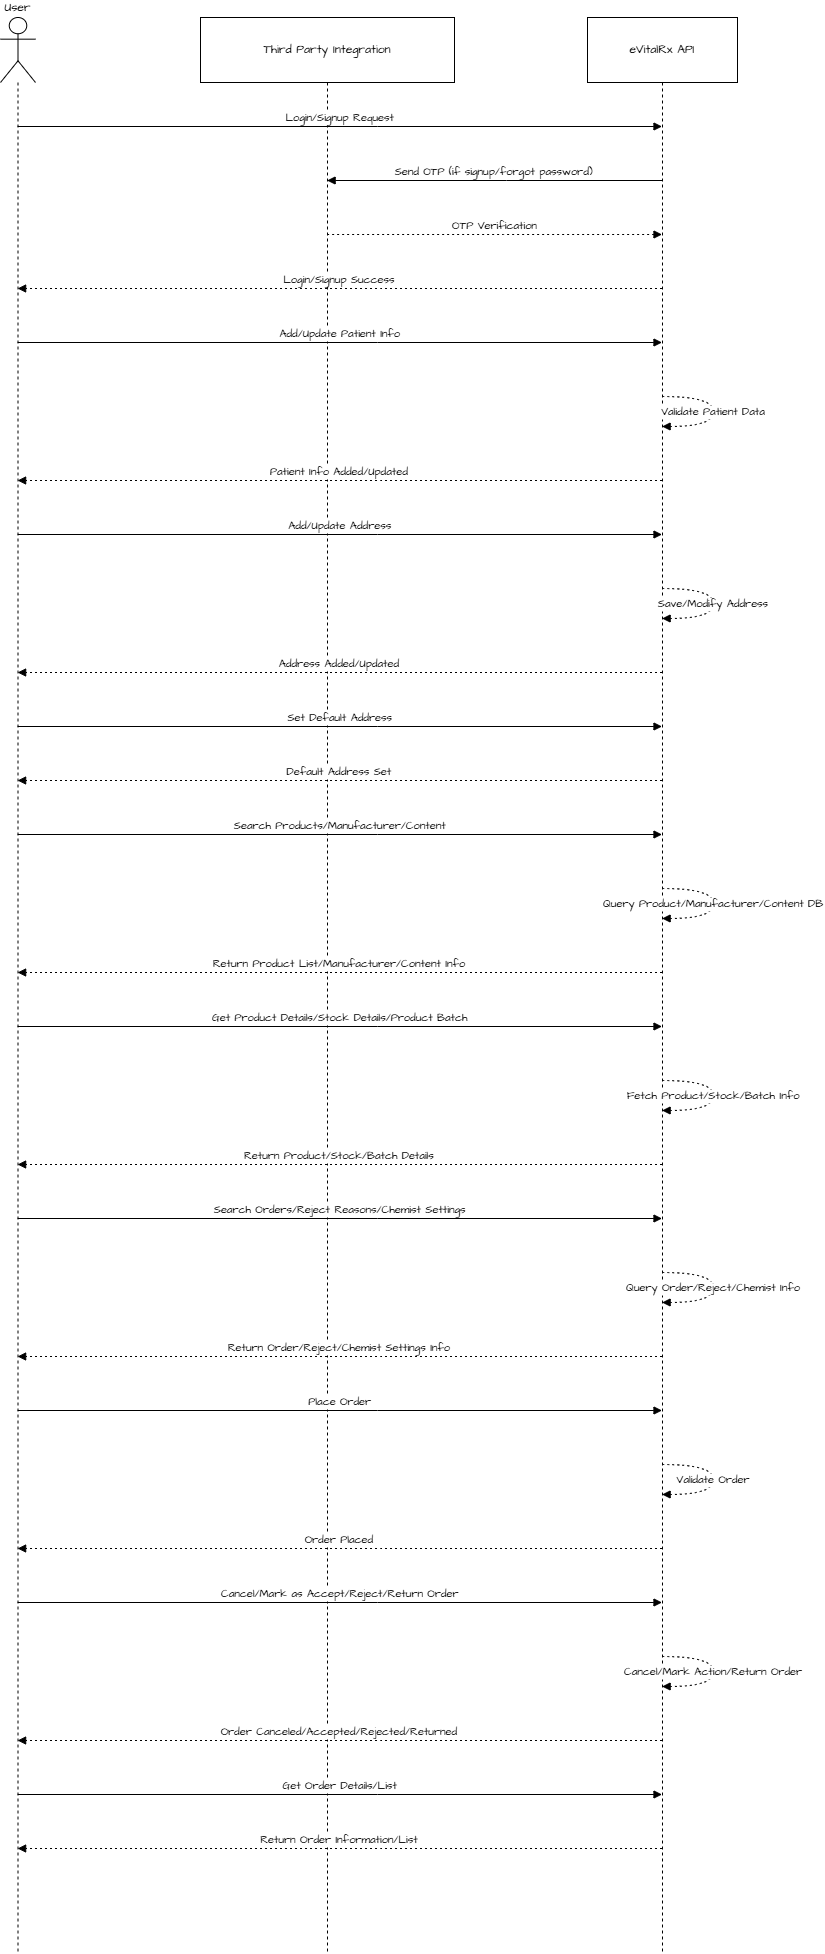 User
Third Party Integration
eVitalRx API
Login/Signup Request
Send OTP (if signup/forgot password)
OTP Verification
Login/Signup Success
Add/Update Patient Info
Validate Patient Data
Patient Info Added/Updated
Add/Update Address
Save/Modify Address
Address Added/Updated
Set Default Address
Default Address Set
Search Products/Manufacturer/Content
Query Product/Manufacturer/Content DB
Return Product List/Manufacturer/Content Info
Get Product Details/Stock Details/Product Batch
Fetch Product/Stock/Batch Info
Return Product/Stock/Batch Details
Search Orders/Reject Reasons/Chemist Settings
Query Order/Reject/Chemist Info
Return Order/Reject/Chemist Settings Info
Place Order
Validate Order
Order Placed
Cancel/Mark as Accept/Reject/Return Order
Cancel/Mark Action/Return Order
Order Canceled/Accepted/Rejected/Returned
Get Order Details/List
Return Order Information/List